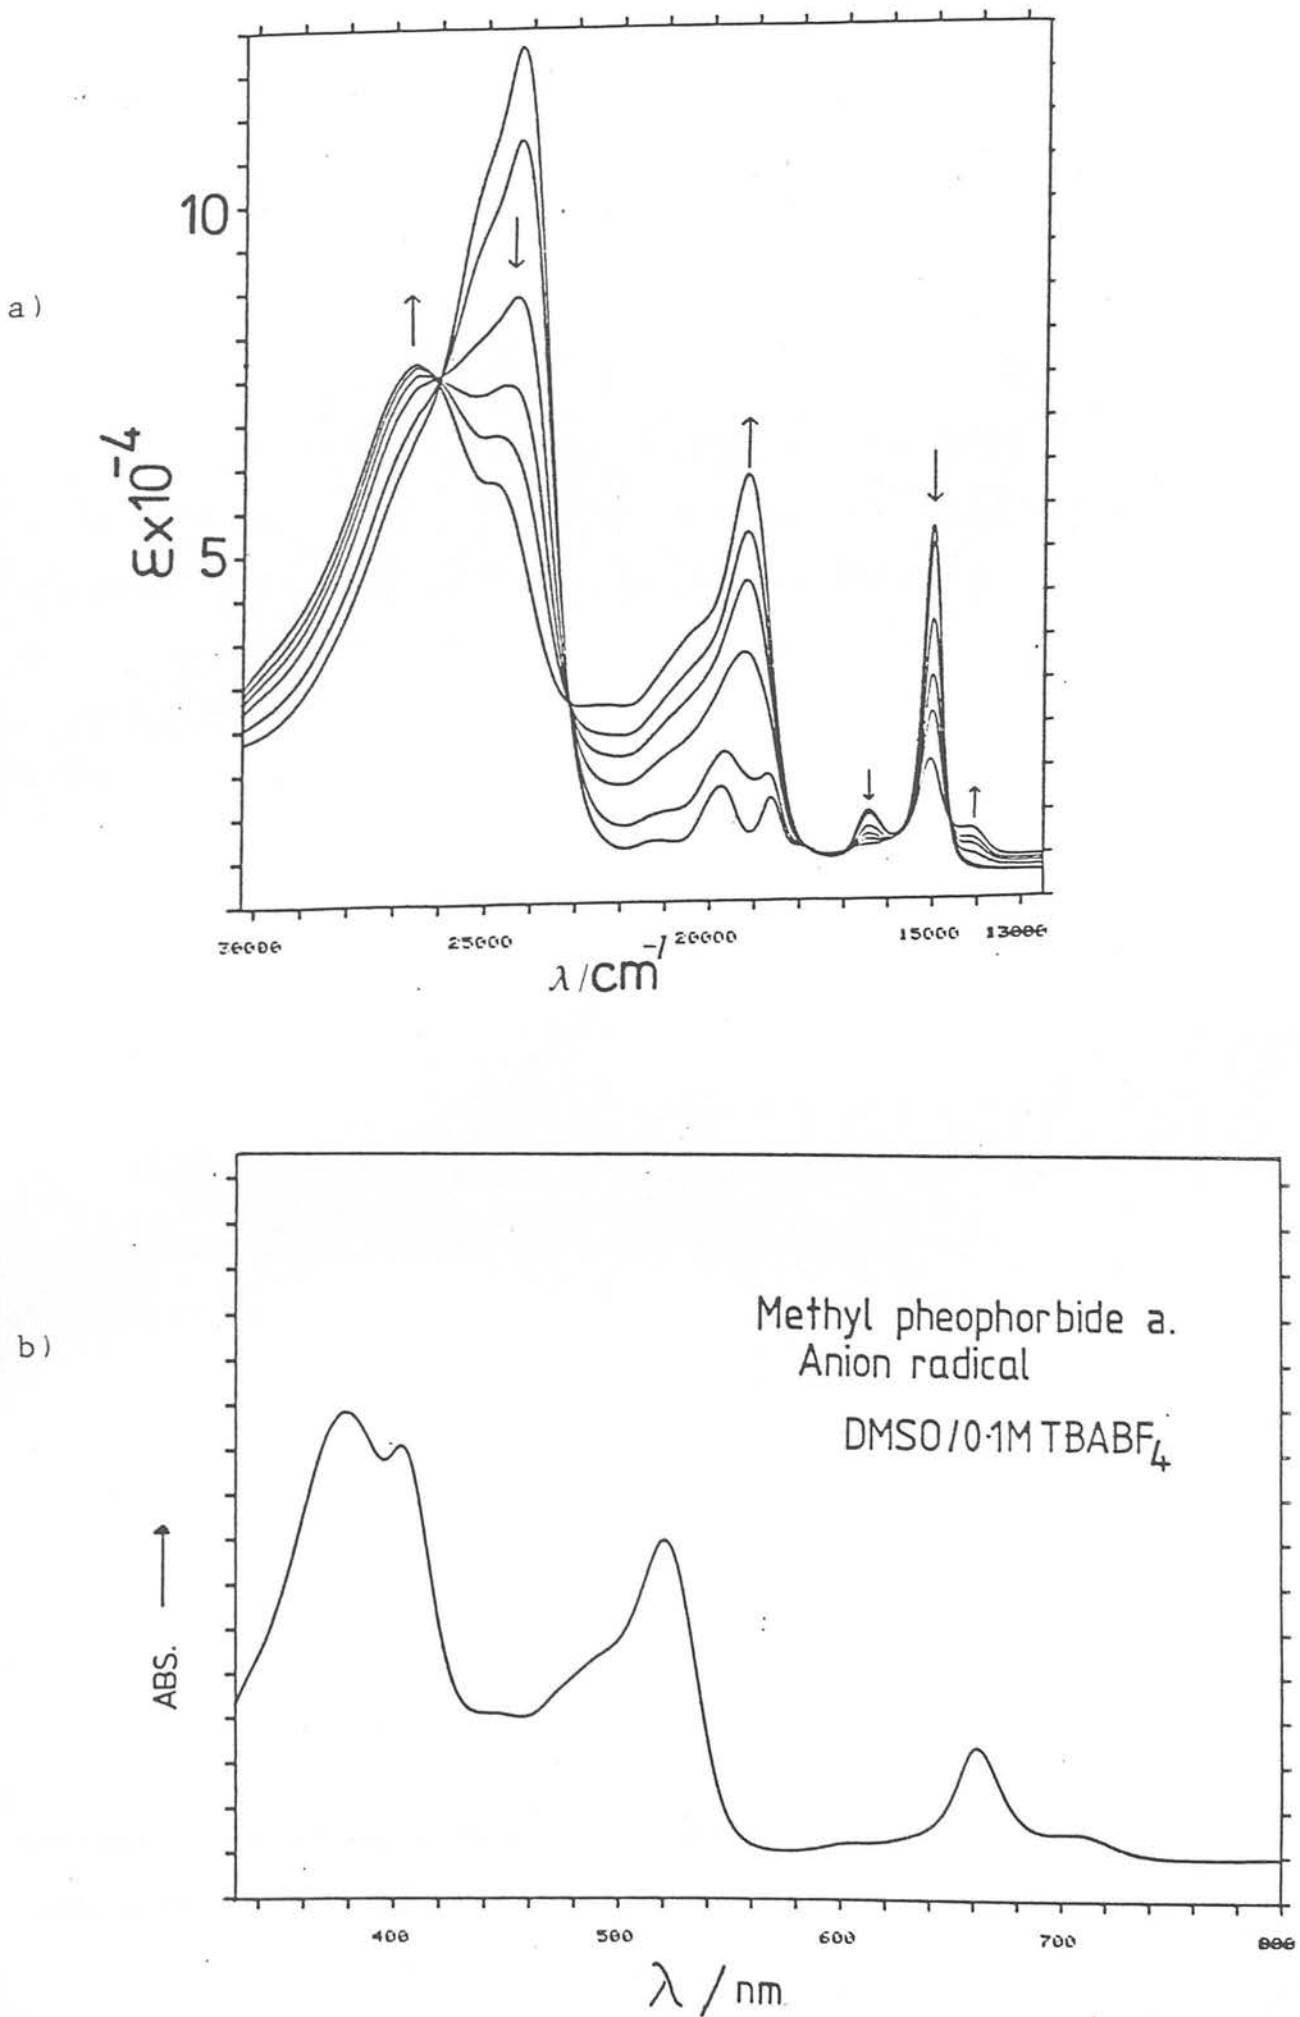 a)
10
5
εx10⁻⁴
30000 25000 20000 15000 13000
λ/cm⁻¹
b)
Methyl pheophorbide a.
Anion radical
DMSO/0·1M TBABF₄
ABS. →
400 500 600 700 800
λ / nm